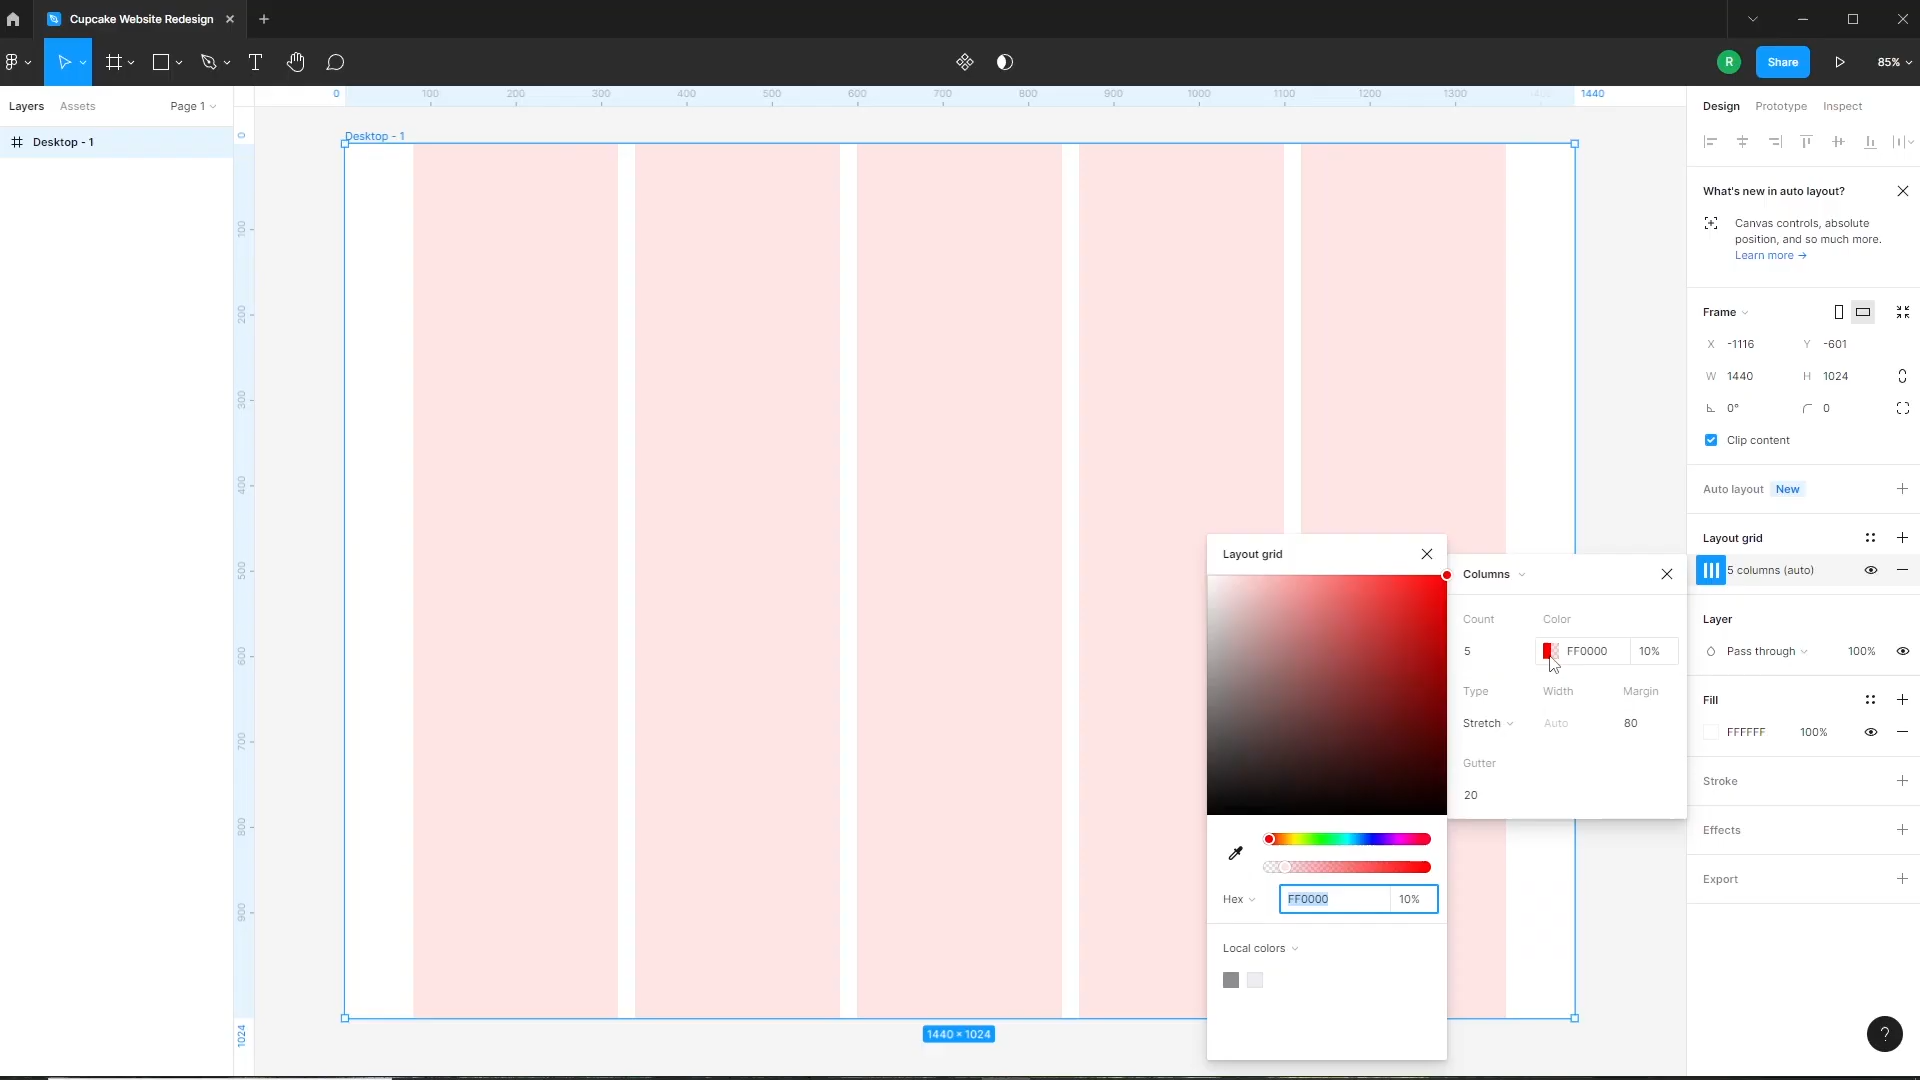 Cupcake Website Redesign
R
Share
85%
Layers
Assets
Page 1
Desktop - 1
0
100
200
300
400
500
600
700
800
900
1000
1100
1200
1300
1440
0
100
200
300
400
500
600
700
800
900
1024
Desktop - 1
1440 × 1024
Layout grid
Hex
FF0000
10%
Local colors
Columns
Count
Color
5
FF0000
10%
Type
Width
Margin
Stretch
Auto
80
Gutter
20
Design
Prototype
Inspect
What's new in auto layout?
Canvas controls, absolute
position, and so much more.
Learn more →
Frame
X
-1116
Y
-601
W
1440
H
1024
0°
0
Clip content
Auto layout
New
Layout grid
5 columns (auto)
Layer
Pass through
100%
Fill
FFFFFF
100%
Stroke
Effects
Export
?